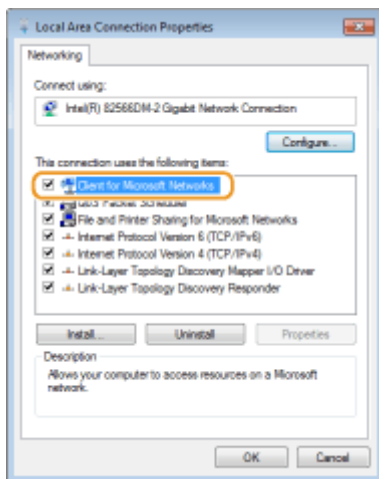 Local Area Connection Properties
Networking
Connect using:
Intel(R) 82566DM-2 Gigabit Network Connection
Configure...
This connection uses the following items:
Client for Microsoft Networks
QoS Packet Scheduler
File and Printer Sharing for Microsoft Networks
Internet Protocol Version 6 (TCP/IPv6)
Internet Protocol Version 4 (TCP/IPv4)
Link-Layer Topology Discovery Mapper I/O Driver
Link-Layer Topology Discovery Responder
Install...
Uninstall
Properties
Description
Allows your computer to access resources on a Microsoft
network.
OK
Cancel